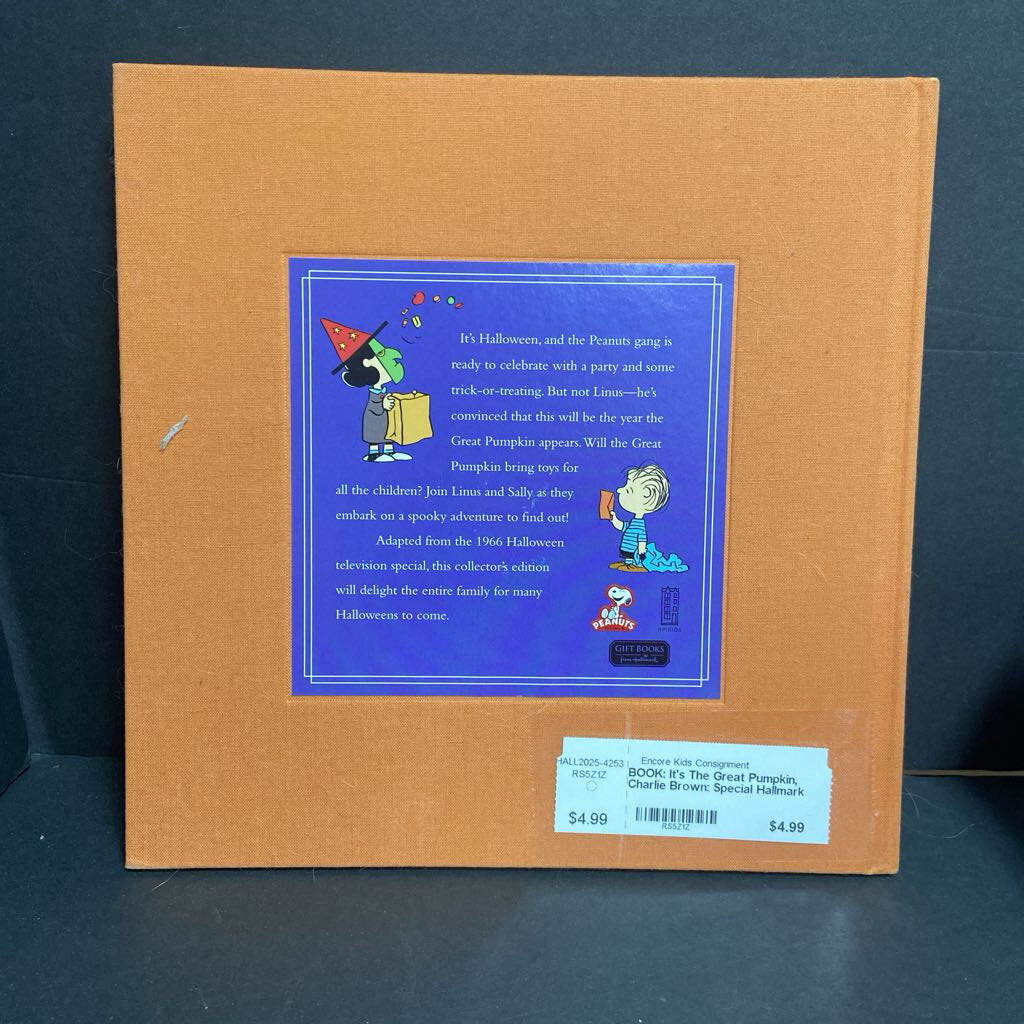 It's Halloween, and the Peanuts gang is
ready to celebrate with a party and some
trick-or-treating. But not Linus—he's
convinced that this will be the year the
Great Pumpkin appears. Will the Great
Pumpkin bring toys for
all the children? Join Linus and Sally as they
embark on a spooky adventure to find out!
Adapted from the 1966 Halloween
television special, this collector's edition
will delight the entire family for many
Halloweens to come.
PEANUTS
GIFT BOOKS
from Hallmark
HALL2025-4253
RS5Z1Z
$4.99
Encore Kids Consignment
BOOK: It's The Great Pumpkin,
Charlie Brown: Special Hallmark
RS5Z1Z
$4.99